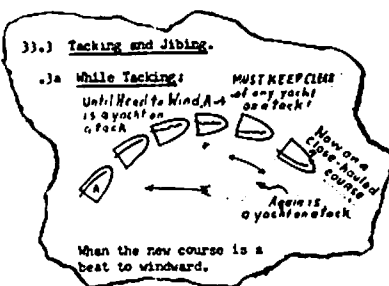 33.3 Tacking and Jibing.
.3a While Tacking:
Until Head to Wind, A
is a yacht on
a tack
MUST KEEP CLEAR
of any yacht
on a tack!
Now on a
close-hauled
course
A
Again is
a yacht on a tack
When the new course is a
beat to windward.